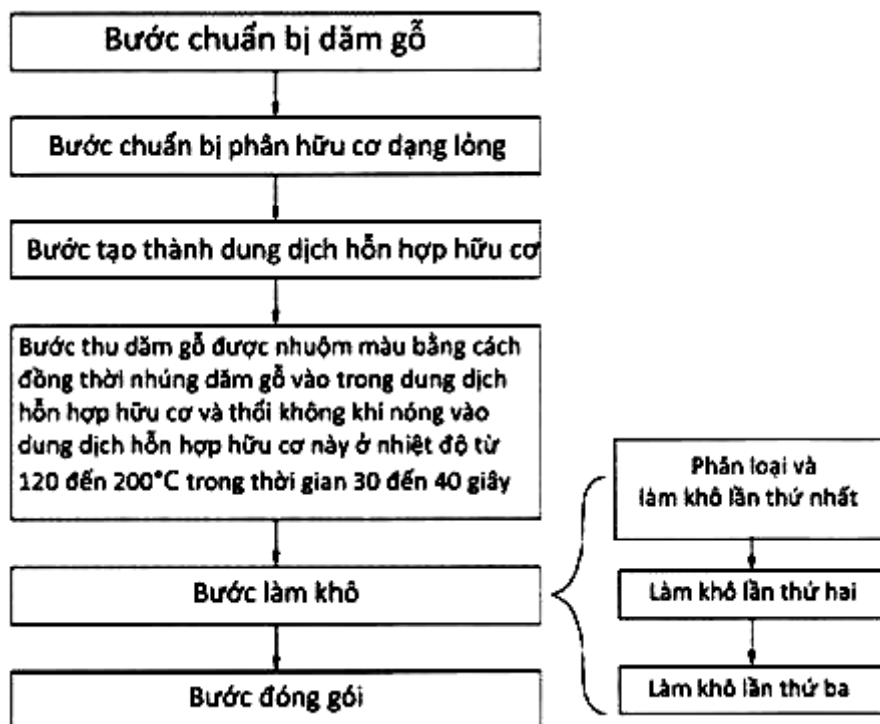 Bước chuẩn bị dăm gỗ
Bước chuẩn bị phân hữu cơ dạng lỏng
Bước tạo thành dung dịch hỗn hợp hữu cơ
Bước thu dăm gỗ được nhuộm màu bằng cách
đồng thời nhúng dăm gỗ vào trong dung dịch
hỗn hợp hữu cơ và thổi không khí nóng vào
dung dịch hỗn hợp hữu cơ này ở nhiệt độ từ
120 đến 200°C trong thời gian 30 đến 40 giây
Bước làm khô
Bước đóng gói
Phân loại và
làm khô lần thứ nhất
Làm khô lần thứ hai
Làm khô lần thứ ba